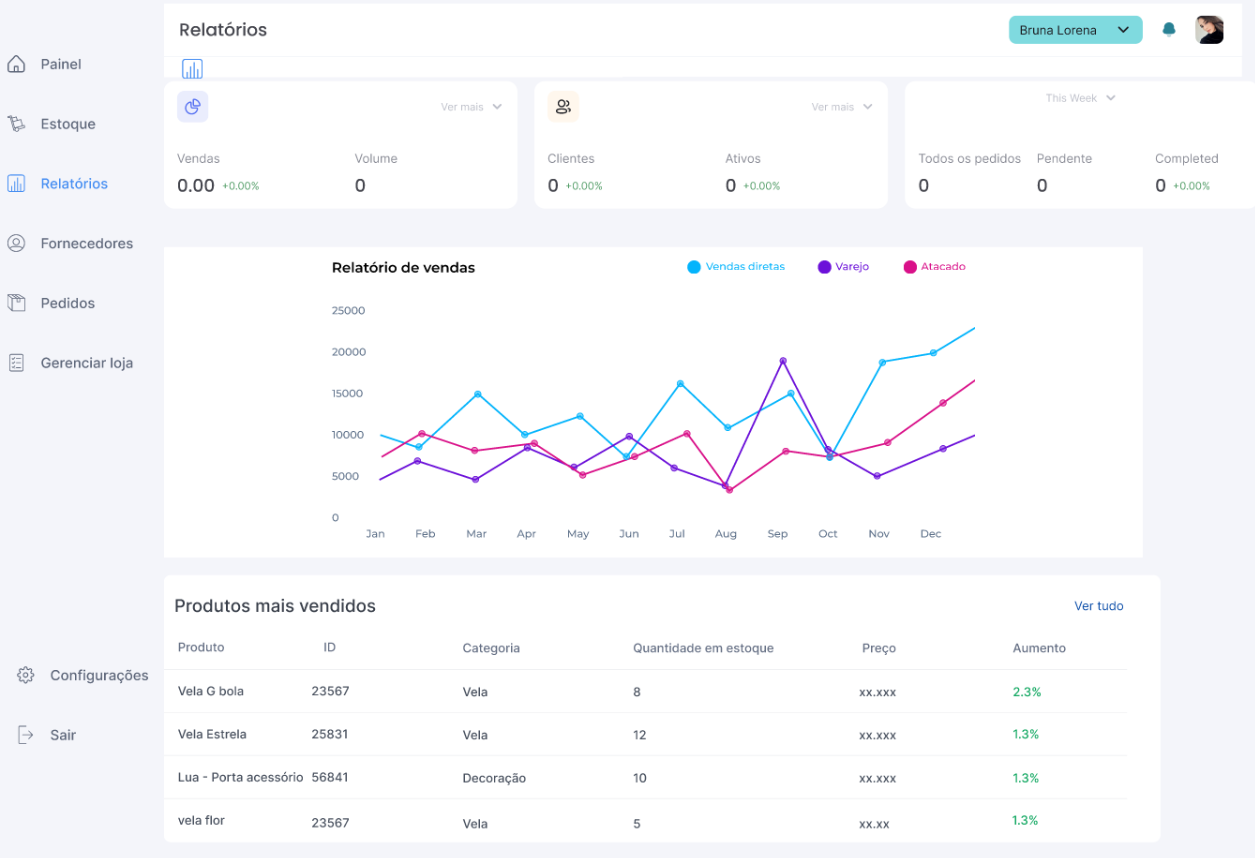 Relatórios
Bruna Lorena
Painel
Estoque
Relatórios
Fornecedores
Pedidos
Gerenciar loja
Configurações
Sair
Ver mais
Vendas Volume
0.00 +0.00% 0
Ver mais
Clientes Ativos
0 +0.00% 0 +0.00%
This Week
Todos os pedidos Pendente Completed
0 0 0 +0.00%
Relatório de vendas
Vendas diretas Varejo Atacado
25000
20000
15000
10000
5000
0
Jan Feb Mar Apr May Jun Jul Aug Sep Oct Nov Dec
Produtos mais vendidos Ver tudo
Produto ID Categoria Quantidade em estoque Preço Aumento
Vela G bola 23567 Vela 8 xx.xxx 2.3%
Vela Estrela 25831 Vela 12 xx.xxx 1.3%
Lua - Porta acessório 56841 Decoração 10 xx.xxx 1.3%
vela flor 23567 Vela 5 xx.xx 1.3%